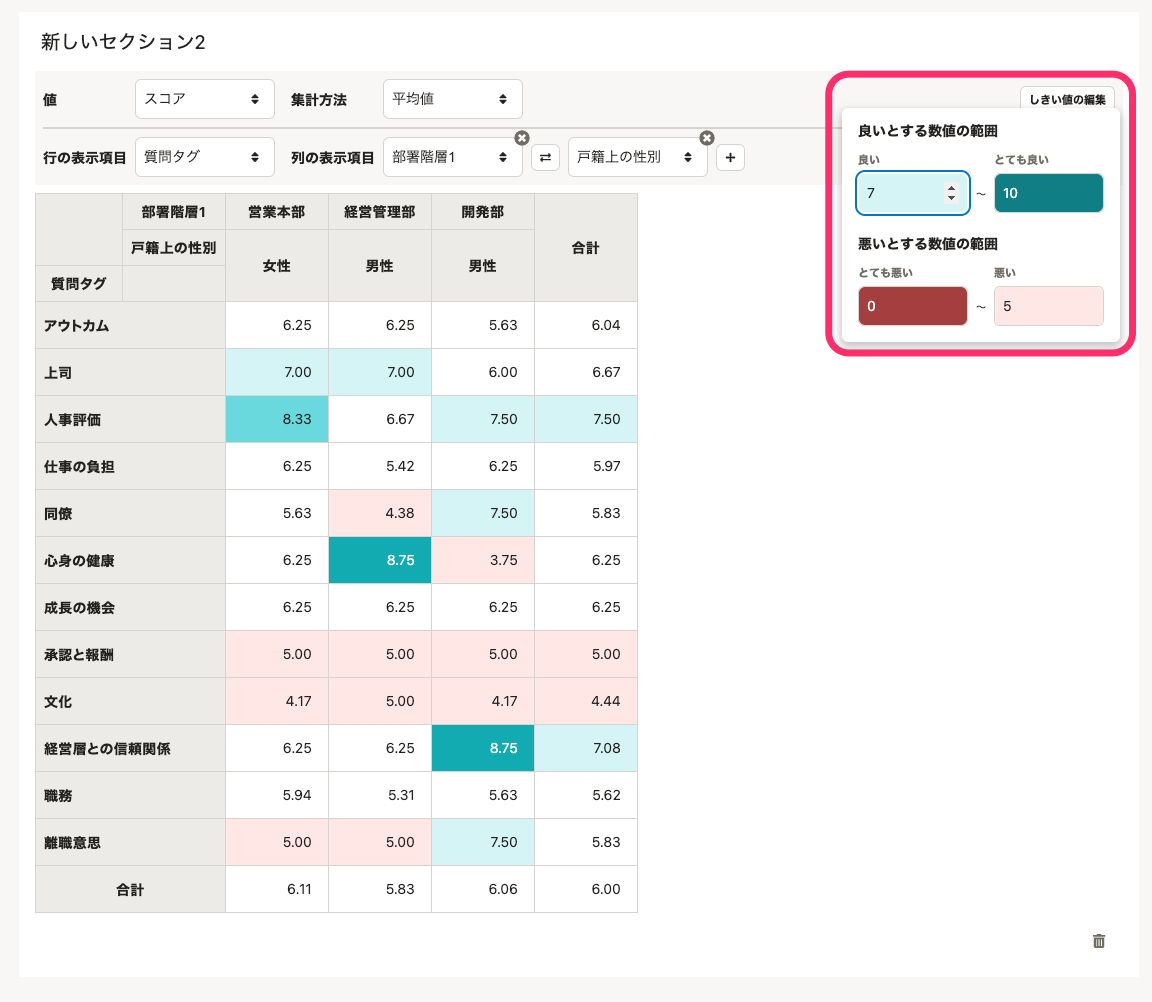 新しいセクション2
値 スコア 集計方法 平均値 しきい値の編集
行の表示項目 質問タグ 列の表示項目 部署階層1 戸籍上の性別 +
良いとする数値の範囲
良い とても良い
7 ~ 10
悪いとする数値の範囲
とても悪い 悪い
0 ~ 5
部署階層1 営業本部 経営管理部 開発部 合計
戸籍上の性別 女性 男性 男性
質問タグ
アウトカム 6.25 6.25 5.63 6.04
上司 7.00 7.00 6.00 6.67
人事評価 8.33 6.67 7.50 7.50
仕事の負担 6.25 5.42 6.25 5.97
同僚 5.63 4.38 7.50 5.83
心身の健康 6.25 8.75 3.75 6.25
成長の機会 6.25 6.25 6.25 6.25
承認と報酬 5.00 5.00 5.00 5.00
文化 4.17 5.00 4.17 4.44
経営層との信頼関係 6.25 6.25 8.75 7.08
職務 5.94 5.31 5.63 5.62
離職意思 5.00 5.00 7.50 5.83
合計 6.11 5.83 6.06 6.00